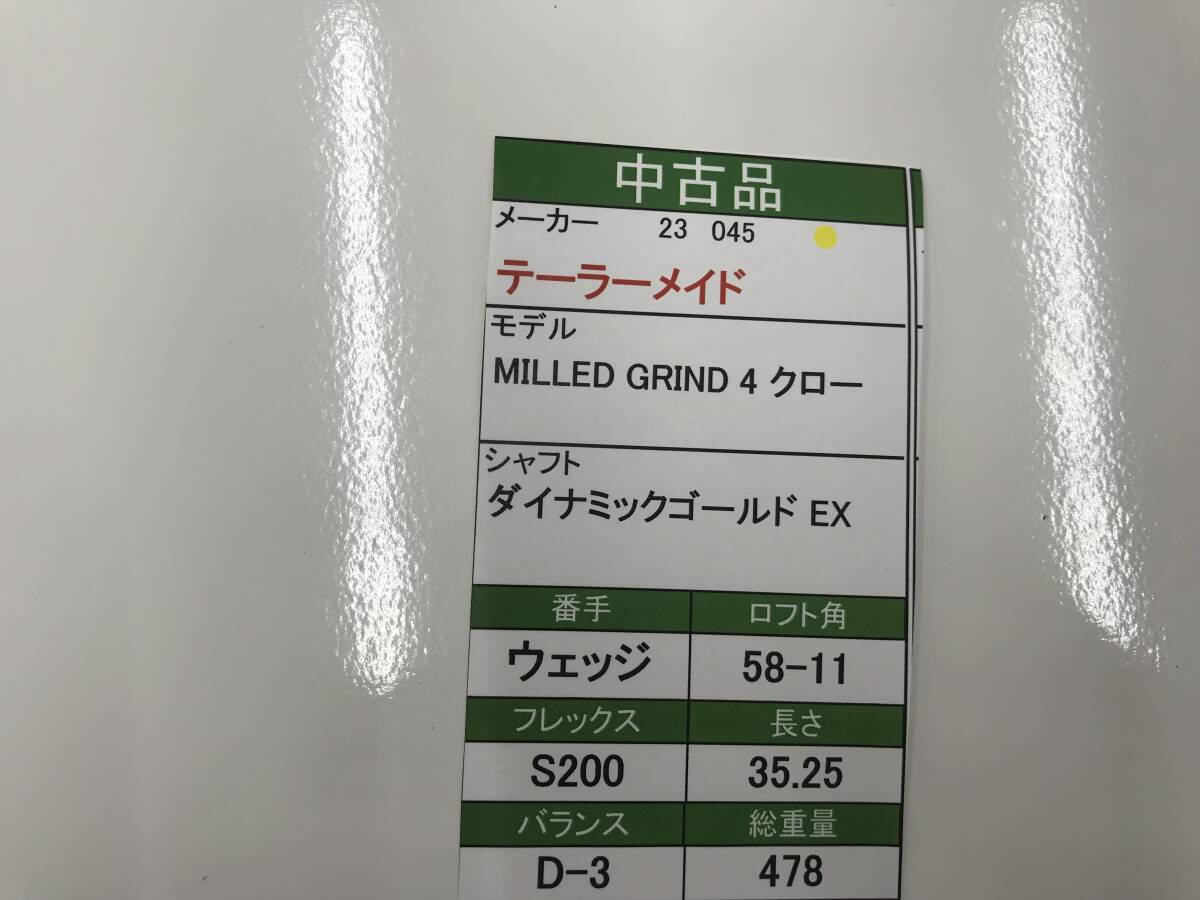 中古品
メーカー 23 045
テーラーメイド
モデル
MILLED GRIND 4 クロー
シャフト
ダイナミックゴールド EX
番手 ロフト角
ウェッジ 58-11
フレックス 長さ
S200 35.25
バランス 総重量
D-3 478